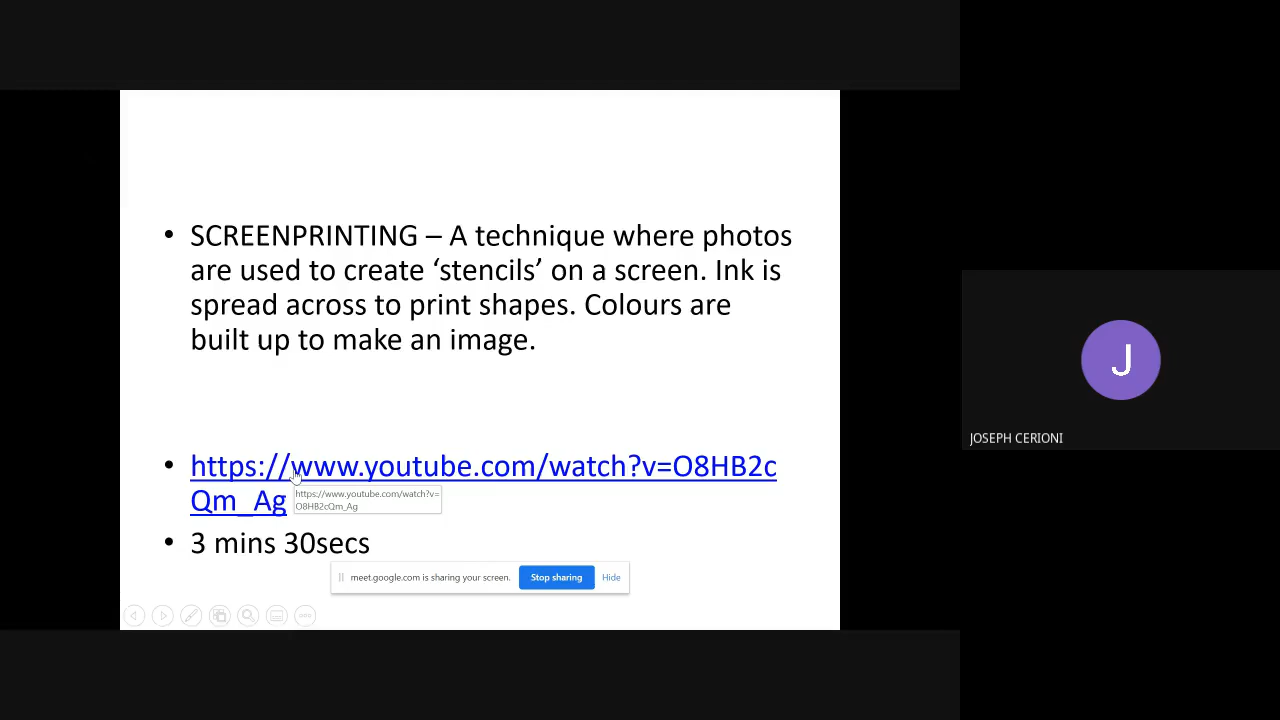 • SCREENPRINTING – A technique where photos
are used to create ‘stencils’ on a screen. Ink is
spread across to print shapes. Colours are
built up to make an image.
• https://www.youtube.com/watch?v=O8HB2c
Qm_Ag
https://www.youtube.com/watch?v=
O8HB2cQm_Ag
• 3 mins 30secs
meet.google.com is sharing your screen. Stop sharing Hide
J
JOSEPH CERIONI